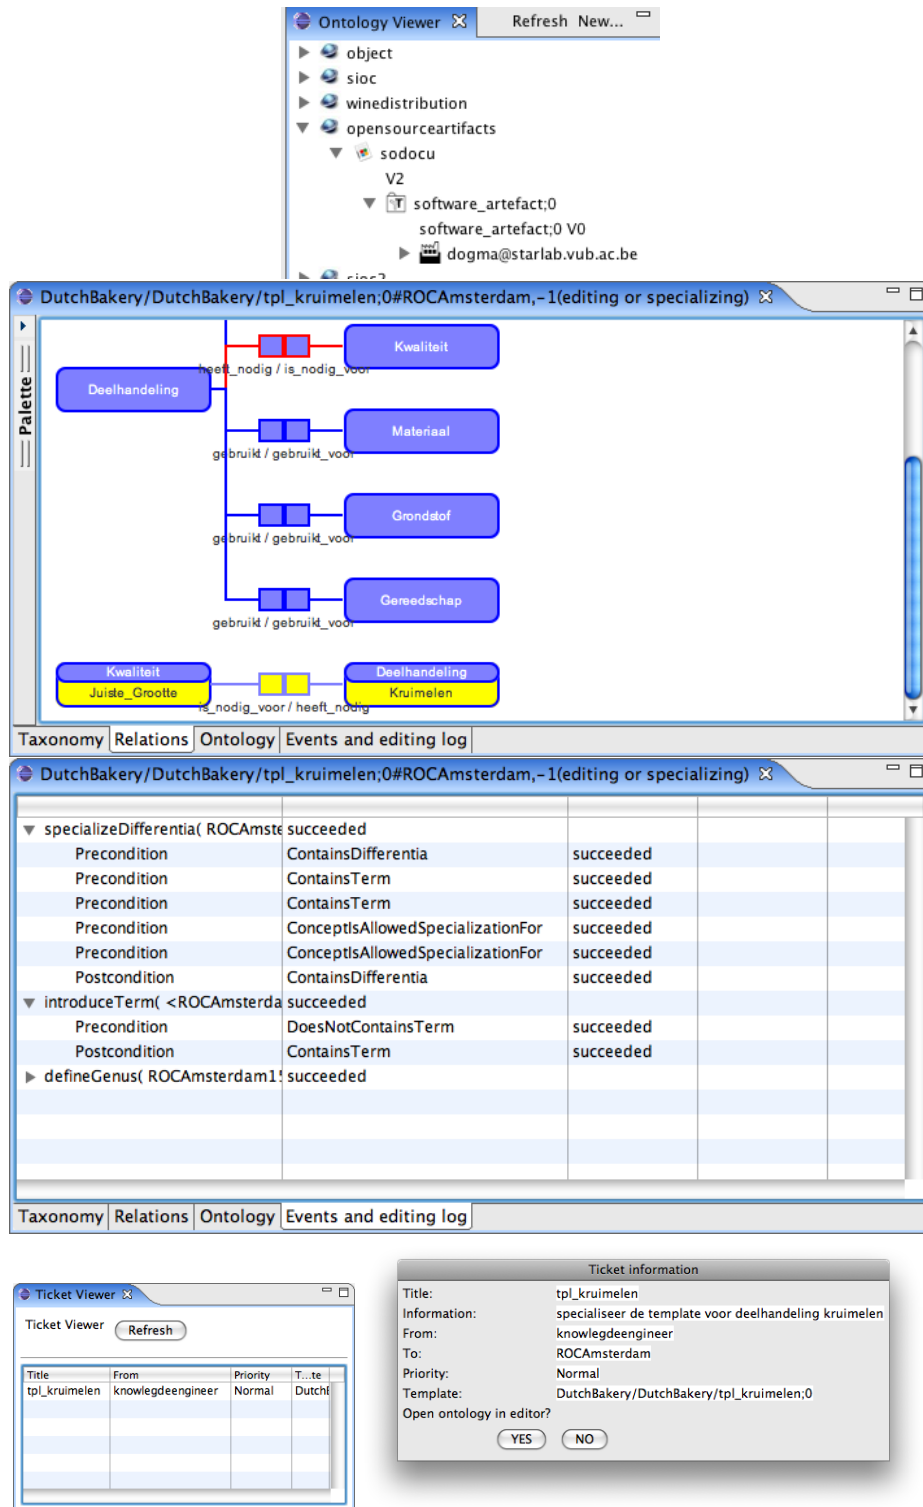 Ontology Viewer Refresh New...
object
sioc
winedistribution
opensourceartifacts
sodocu
V2
software_artefact;0
software_artefact;0 V0
dogma@starlab.vub.ac.be
DutchBakery/DutchBakery/tpl_kruimelen;0#ROCAmsterdam,-1(editing or specializing)
Palette
Kwaliteit
heeft_nodig / is_nodig_voor
Deelhandeling
Materiaal
gebruikt / gebruikt_voor
Grondstof
gebruikt / gebruikt_voor
Gereedschap
gebruikt / gebruikt_voor
Kwaliteit Deelhandeling
Juiste_Grootte Kruimelen
is_nodig_voor / heeft_nodig
Taxonomy Relations Ontology Events and editing log
DutchBakery/DutchBakery/tpl_kruimelen;0#ROCAmsterdam,-1(editing or specializing)
specializeDifferentia( ROCAmste succeeded
Precondition ContainsDifferentia succeeded
Precondition ContainsTerm succeeded
Precondition ContainsTerm succeeded
Precondition ConceptIsAllowedSpecializationFor succeeded
Precondition ConceptIsAllowedSpecializationFor succeeded
Postcondition ContainsDifferentia succeeded
introduceTerm( <ROCAmsterda succeeded
Precondition DoesNotContainsTerm succeeded
Postcondition ContainsTerm succeeded
defineGenus( ROCAmsterdam1 succeeded
Taxonomy Relations Ontology Events and editing log
Ticket Viewer
Ticket Viewer Refresh
Title From Priority T...te
tpl_kruimelen knowlegdeengineer Normal Dutch
Ticket information
Title: tpl_kruimelen
Information: specialiseer de template voor deelhandeling kruimelen
From: knowlegdeengineer
To: ROCAmsterdam
Priority: Normal
Template: DutchBakery/DutchBakery/tpl_kruimelen;0
Open ontology in editor?
YES NO